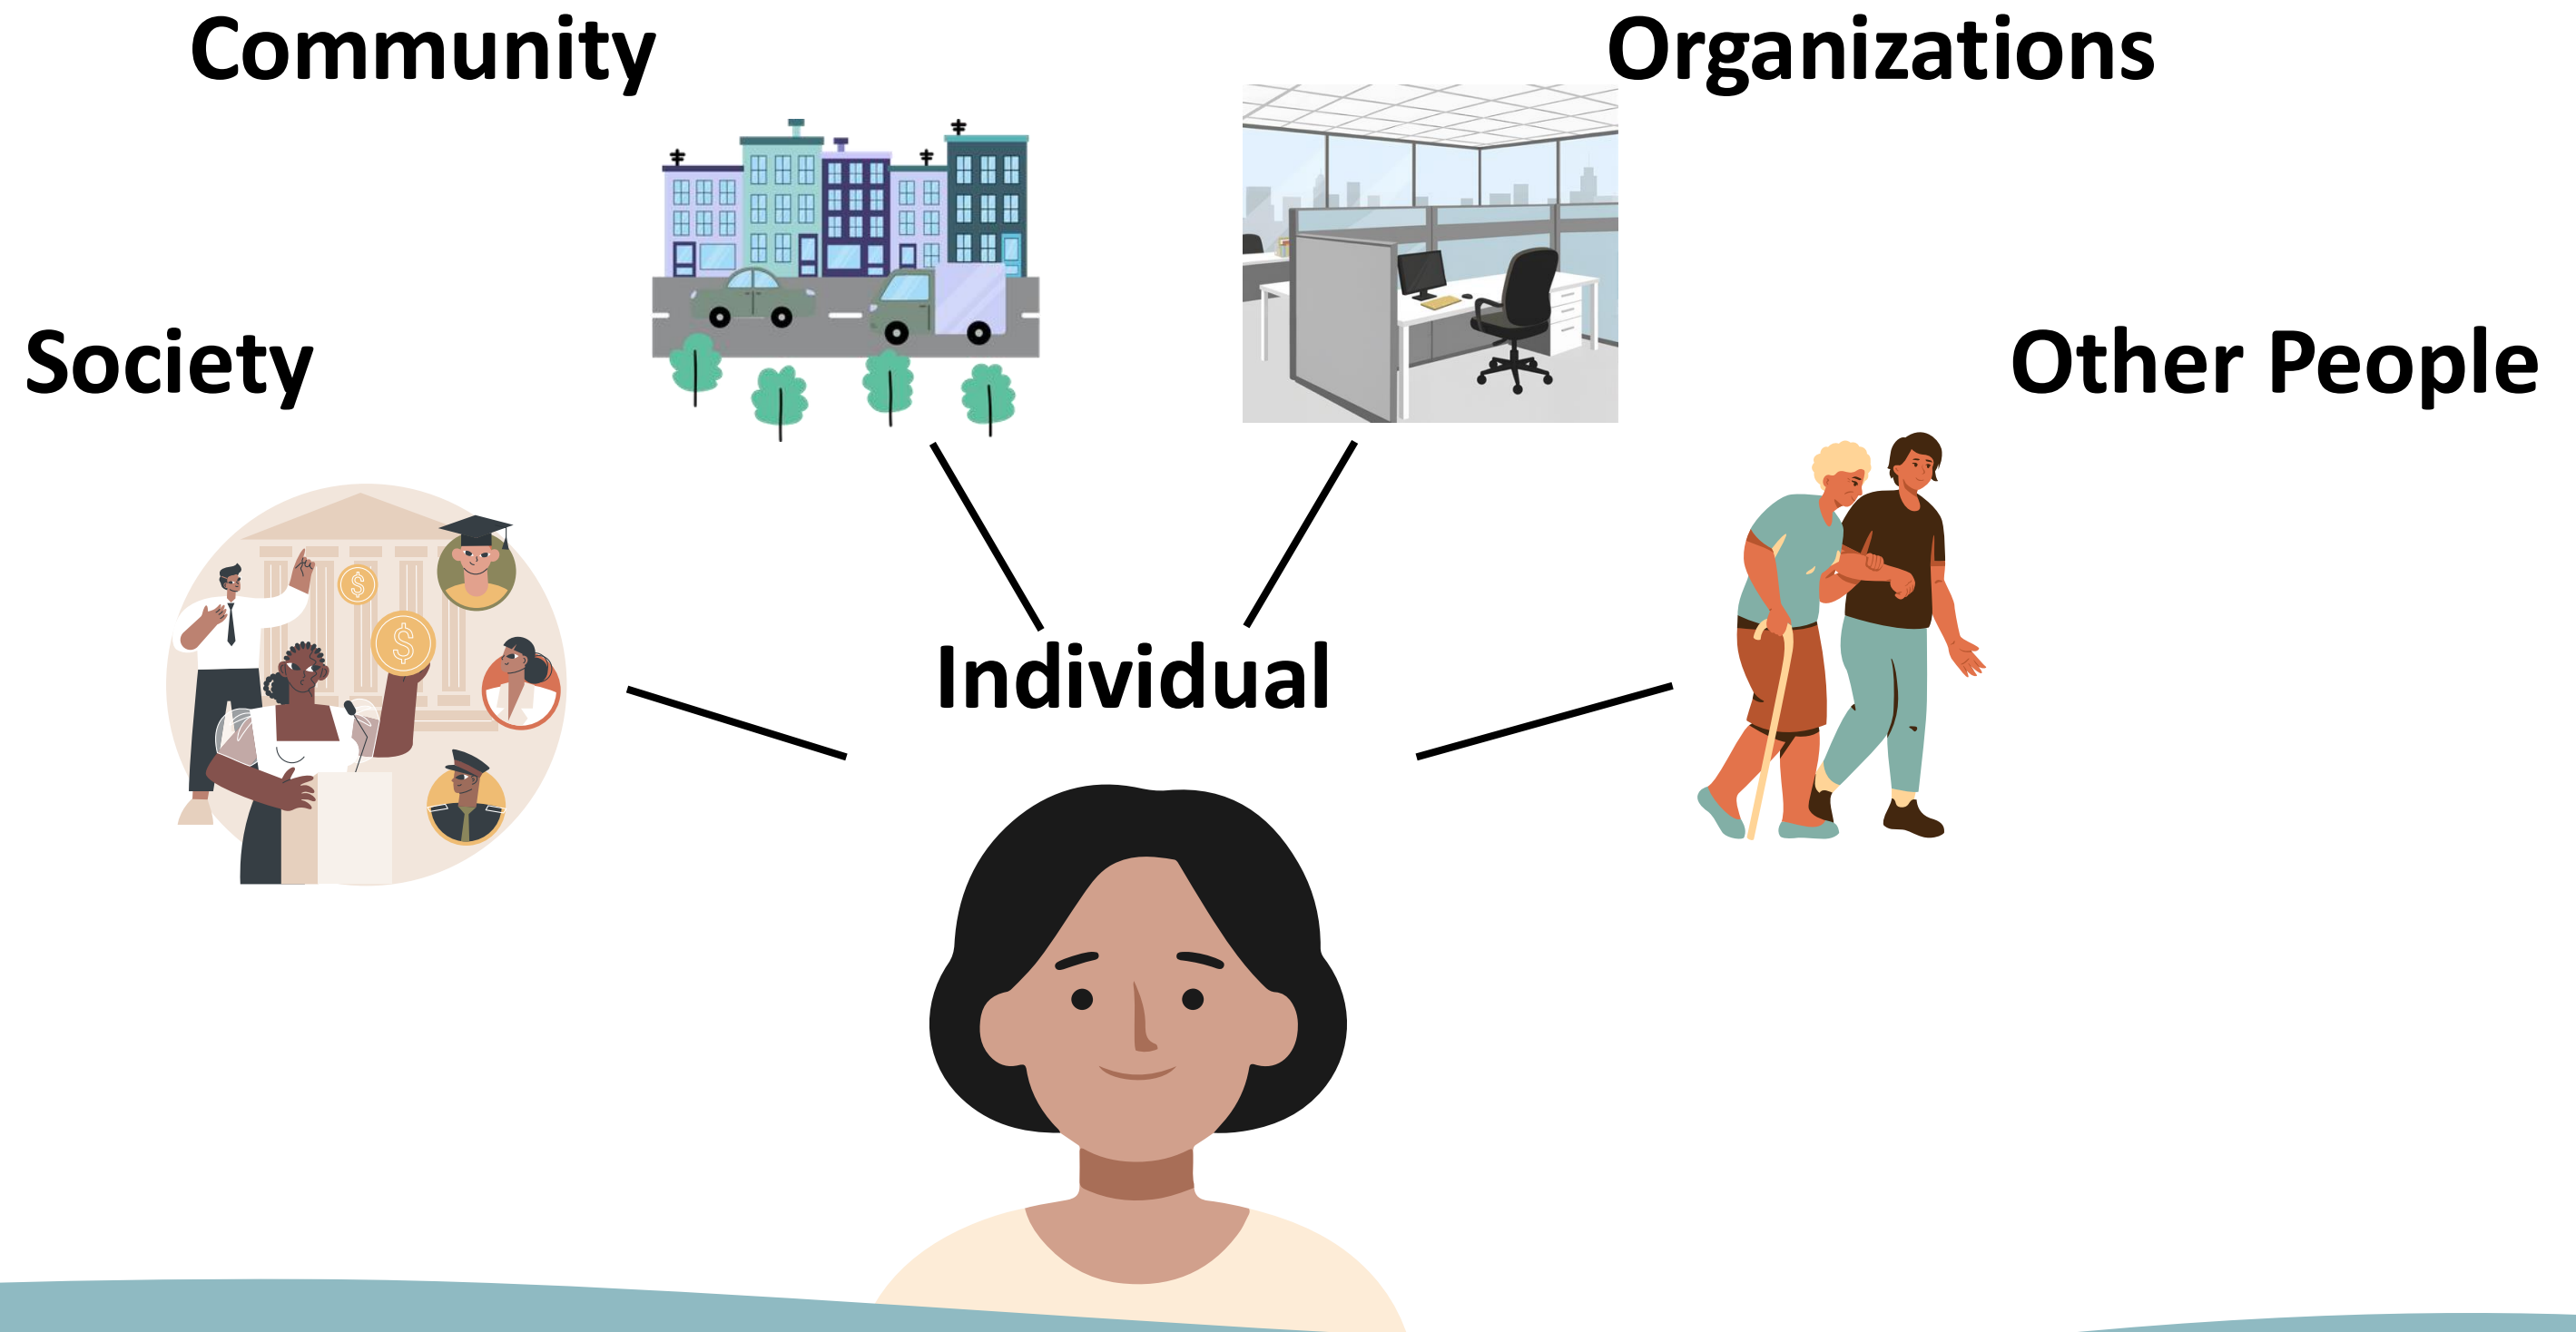 Community
Organizations
Society
Other People
Individual